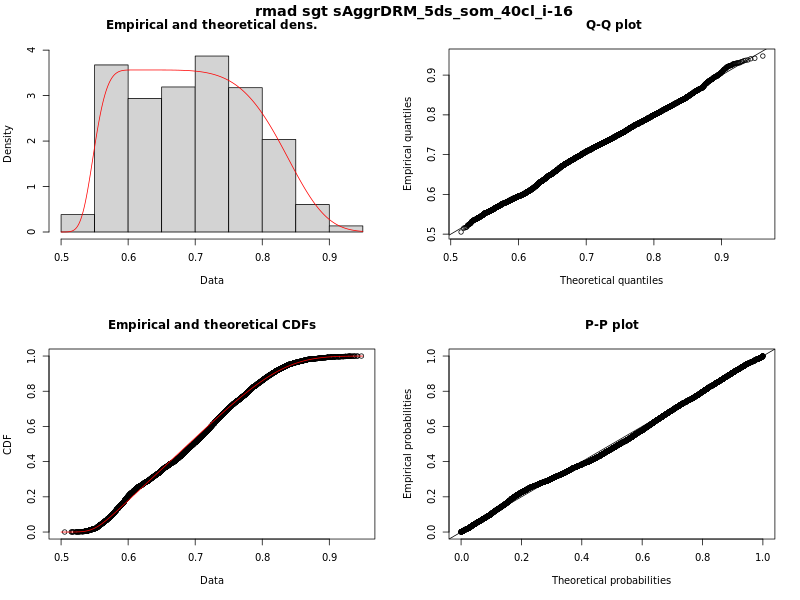 rmad sgt sAggrDRM_5ds_som_40cl_i-16
Empirical and theoretical dens.
Density
0 1 2 3 4
0.5 0.6 0.7 0.8 0.9
Data
Q-Q plot
Empirical quantiles
0.5 0.6 0.7 0.8 0.9
0.5 0.6 0.7 0.8 0.9
Theoretical quantiles
Empirical and theoretical CDFs
CDF
0.0 0.2 0.4 0.6 0.8 1.0
0.5 0.6 0.7 0.8 0.9
Data
P-P plot
Empirical probabilities
0.0 0.2 0.4 0.6 0.8 1.0
0.0 0.2 0.4 0.6 0.8 1.0
Theoretical probabilities